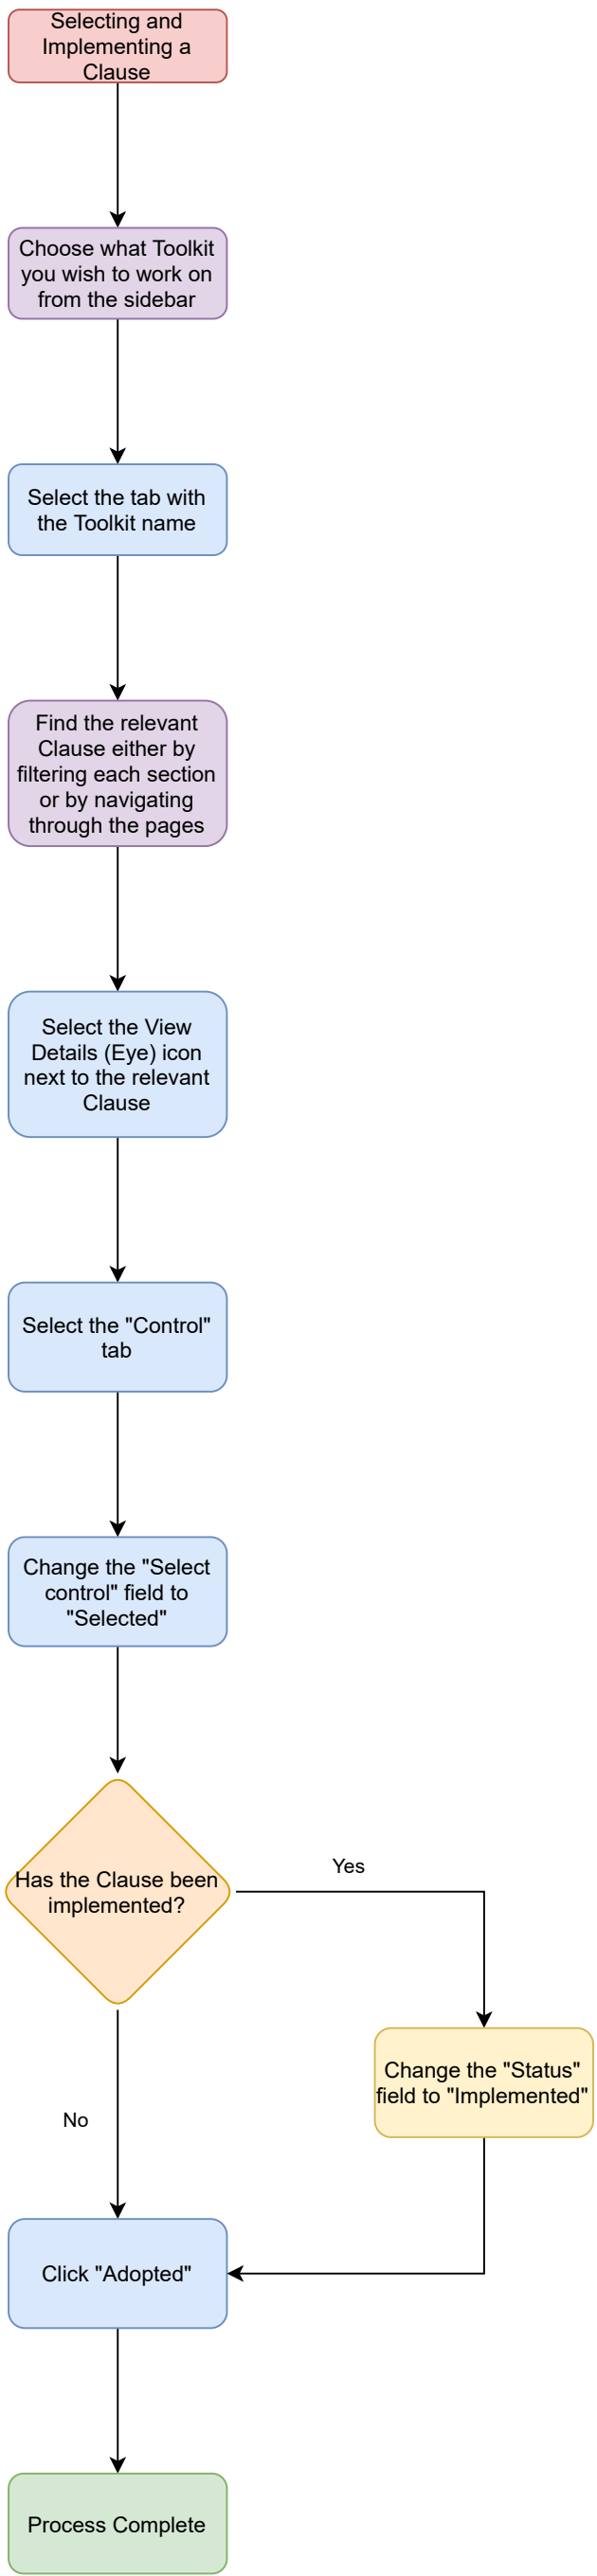 Selecting and
Implementing a
Clause
Choose what Toolkit
you wish to work on
from the sidebar
Select the tab with
the Toolkit name
Find the relevant
Clause either by
filtering each section
or by navigating
through the pages
Select the View
Details (Eye) icon
next to the relevant
Clause
Select the "Control"
tab
Change the "Select
control" field to
"Selected"
Has the Clause been
implemented?
Yes
Change the "Status"
field to "Implemented"
No
Click "Adopted"
Process Complete